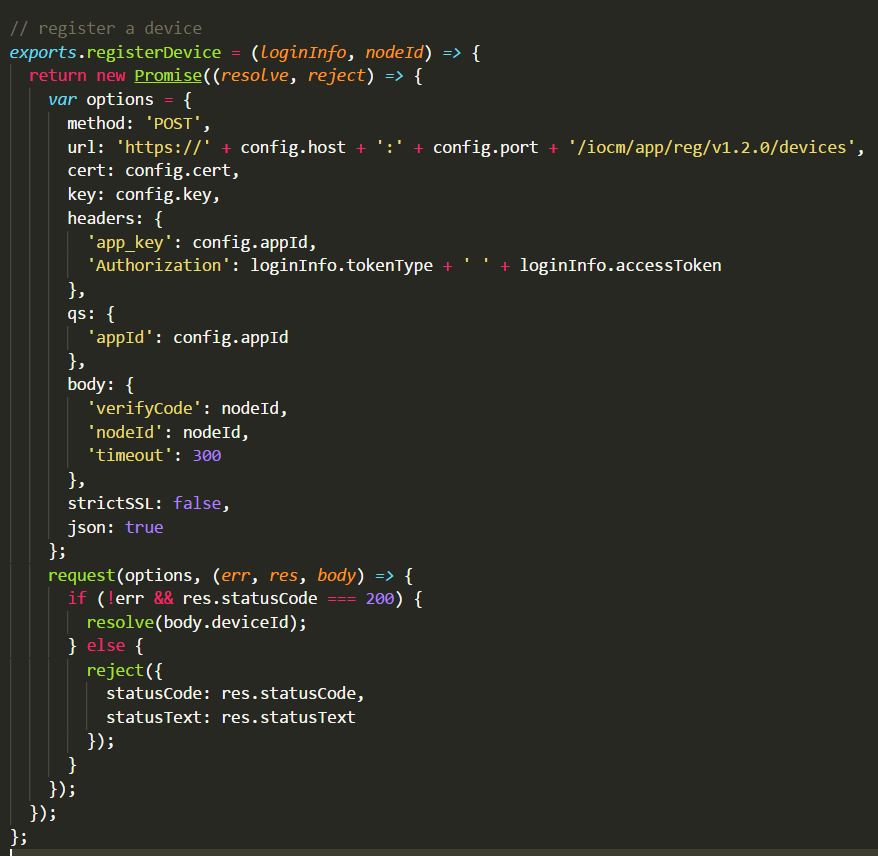 // register a device
exports.registerDevice = (loginInfo, nodeId) => {
  return new Promise((resolve, reject) => {
    var options = {
      method: 'POST',
      url: 'https://' + config.host + ':' + config.port + '/iocm/app/reg/v1.2.0/devices',
      cert: config.cert,
      key: config.key,
      headers: {
        'app_key': config.appId,
        'Authorization': loginInfo.tokenType + ' ' + loginInfo.accessToken
      },
      qs: {
        'appId': config.appId
      },
      body: {
        'verifyCode': nodeId,
        'nodeId': nodeId,
        'timeout': 300
      },
      strictSSL: false,
      json: true
    };
    request(options, (err, res, body) => {
      if (!err && res.statusCode === 200) {
        resolve(body.deviceId);
      } else {
        reject({
          statusCode: res.statusCode,
          statusText: res.statusText
        });
      }
    });
  });
};